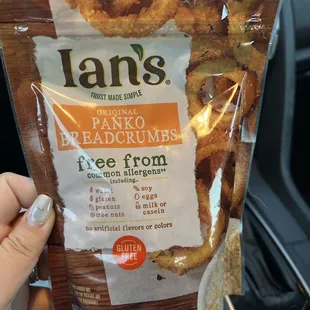 Ian's®
TRUST MADE SIMPLE
ORIGINAL
PANKO
BREADCRUMBS
free from
common allergens**
including...
wheat
gluten
peanuts
tree nuts
soy
eggs
milk or
casein
no artificial flavors or colors
GLUTEN
FREE